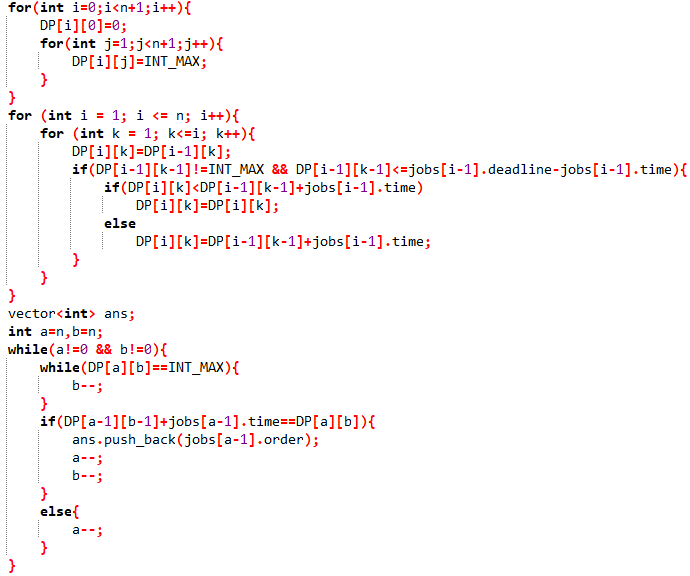 for(int i=0;i<n+1;i++){
    DP[i][0]=0;
    for(int j=1;j<n+1;j++){
        DP[i][j]=INT_MAX;
    }
}
for (int i = 1; i <= n; i++){
    for (int k = 1; k<=i; k++){
        DP[i][k]=DP[i-1][k];
        if(DP[i-1][k-1]!=INT_MAX && DP[i-1][k-1]<=jobs[i-1].deadline-jobs[i-1].time){
            if(DP[i][k]<DP[i-1][k-1]+jobs[i-1].time)
                DP[i][k]=DP[i][k];
            else
                DP[i][k]=DP[i-1][k-1]+jobs[i-1].time;
        }
    }
}
vector<int> ans;
int a=n,b=n;
while(a!=0 && b!=0){
    while(DP[a][b]==INT_MAX){
        b--;
    }
    if(DP[a-1][b-1]+jobs[a-1].time==DP[a][b]){
        ans.push_back(jobs[a-1].order);
        a--;
        b--;
    }
    else{
        a--;
    }
}